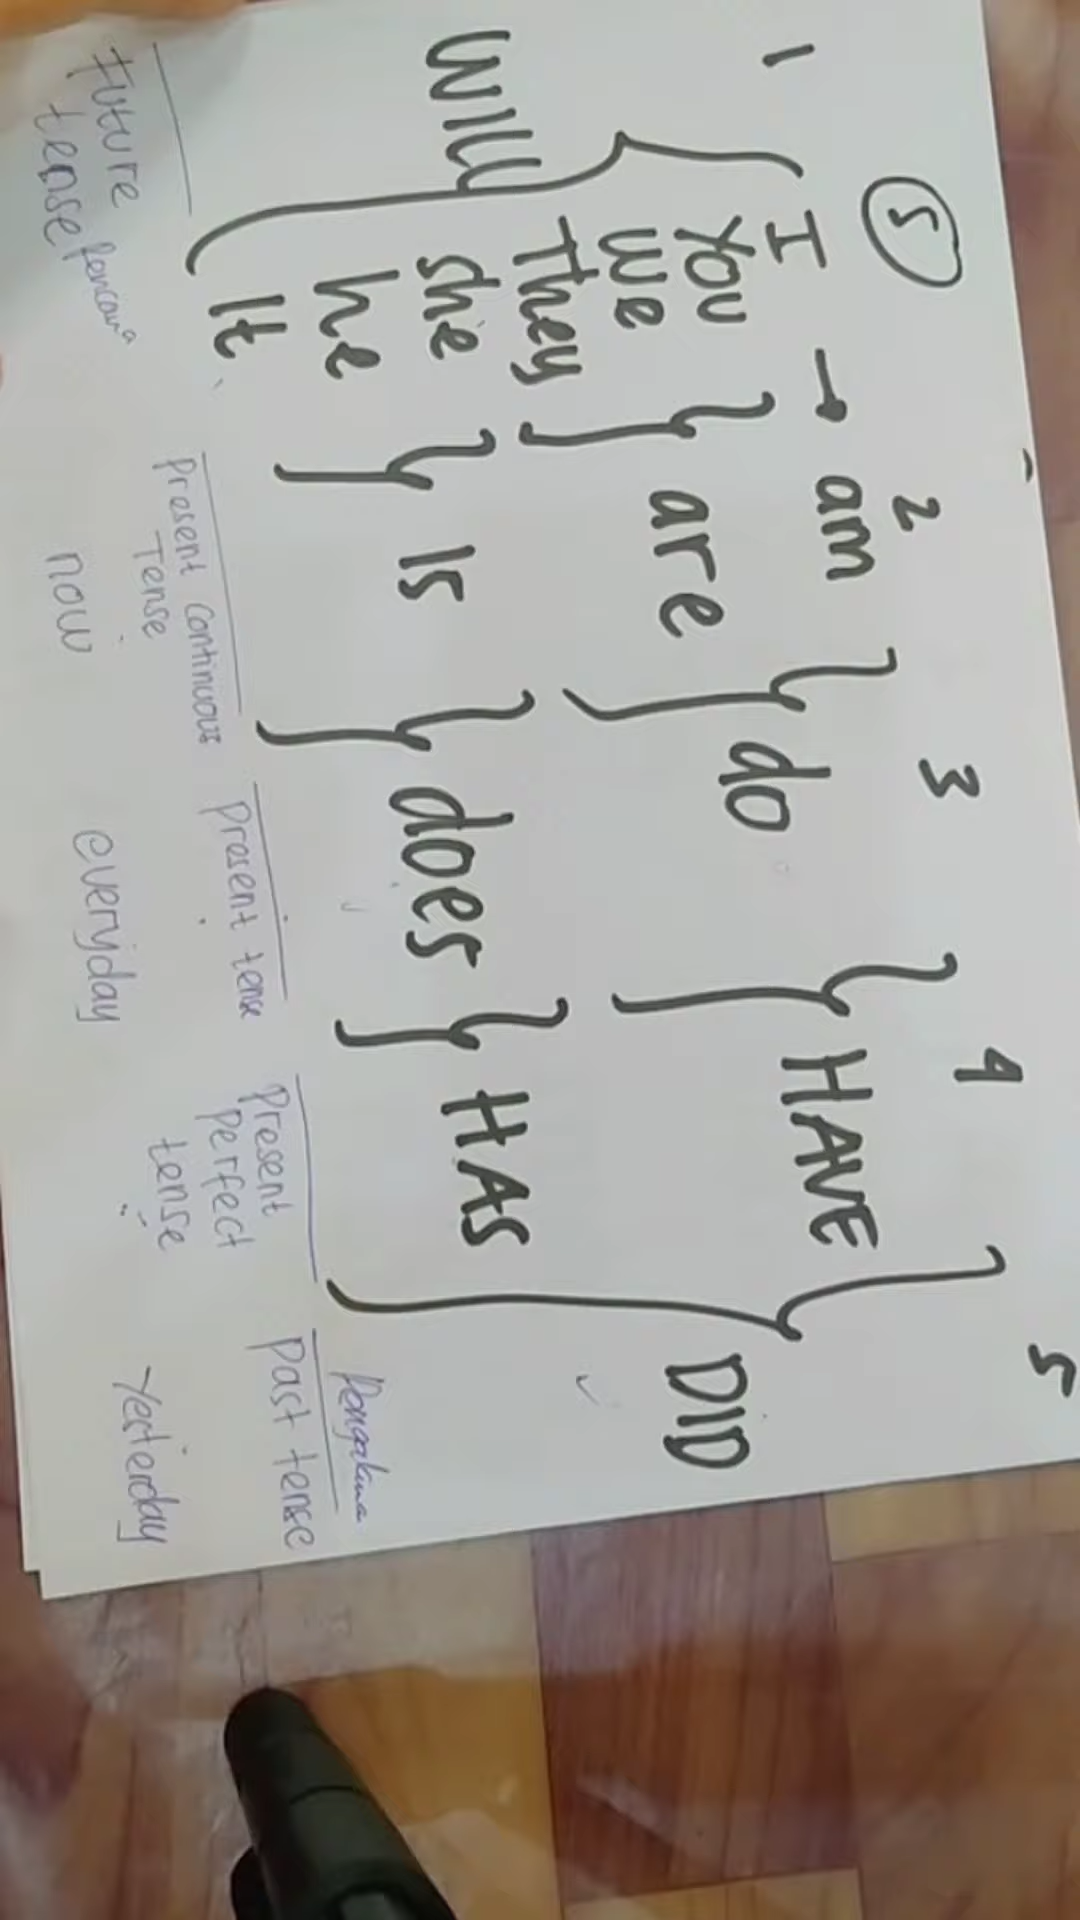 5
1 2 3 4 5
I → am
You
We are do HAVE
They
WILL DID
she
he Is does HAS
It
Future tense
Rencana
Present Continuous
Tense
now
Present tense
everyday
Present
Perfect
tense
Past tense
Yesterday